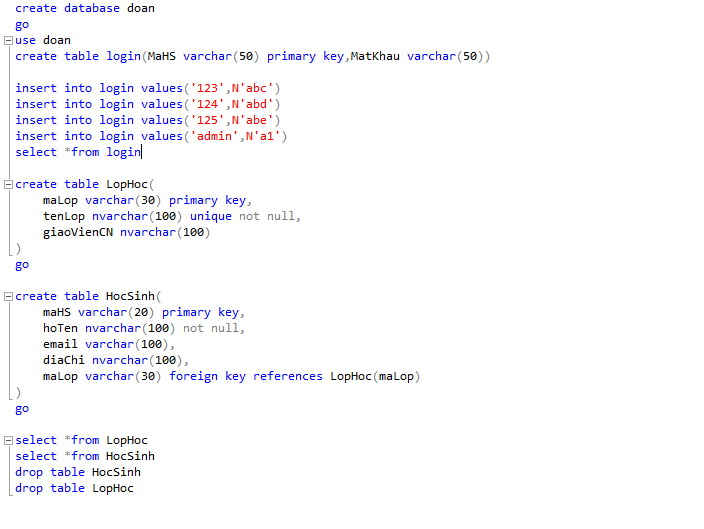 create database doan
go
use doan
create table login(MaHS varchar(50) primary key,MatKhau varchar(50))
insert into login values('123',N'abc')
insert into login values('124',N'abd')
insert into login values('125',N'abe')
insert into login values('admin',N'a1')
select *from login
create table LopHoc(
maLop varchar(30) primary key,
tenLop nvarchar(100) unique not null,
giaoVienCN nvarchar(100)
)
go
create table HocSinh(
maHS varchar(20) primary key,
hoTen nvarchar(100) not null,
email varchar(100),
diaChi nvarchar(100),
maLop varchar(30) foreign key references LopHoc(maLop)
)
go
select *from LopHoc
select *from HocSinh
drop table HocSinh
drop table LopHoc